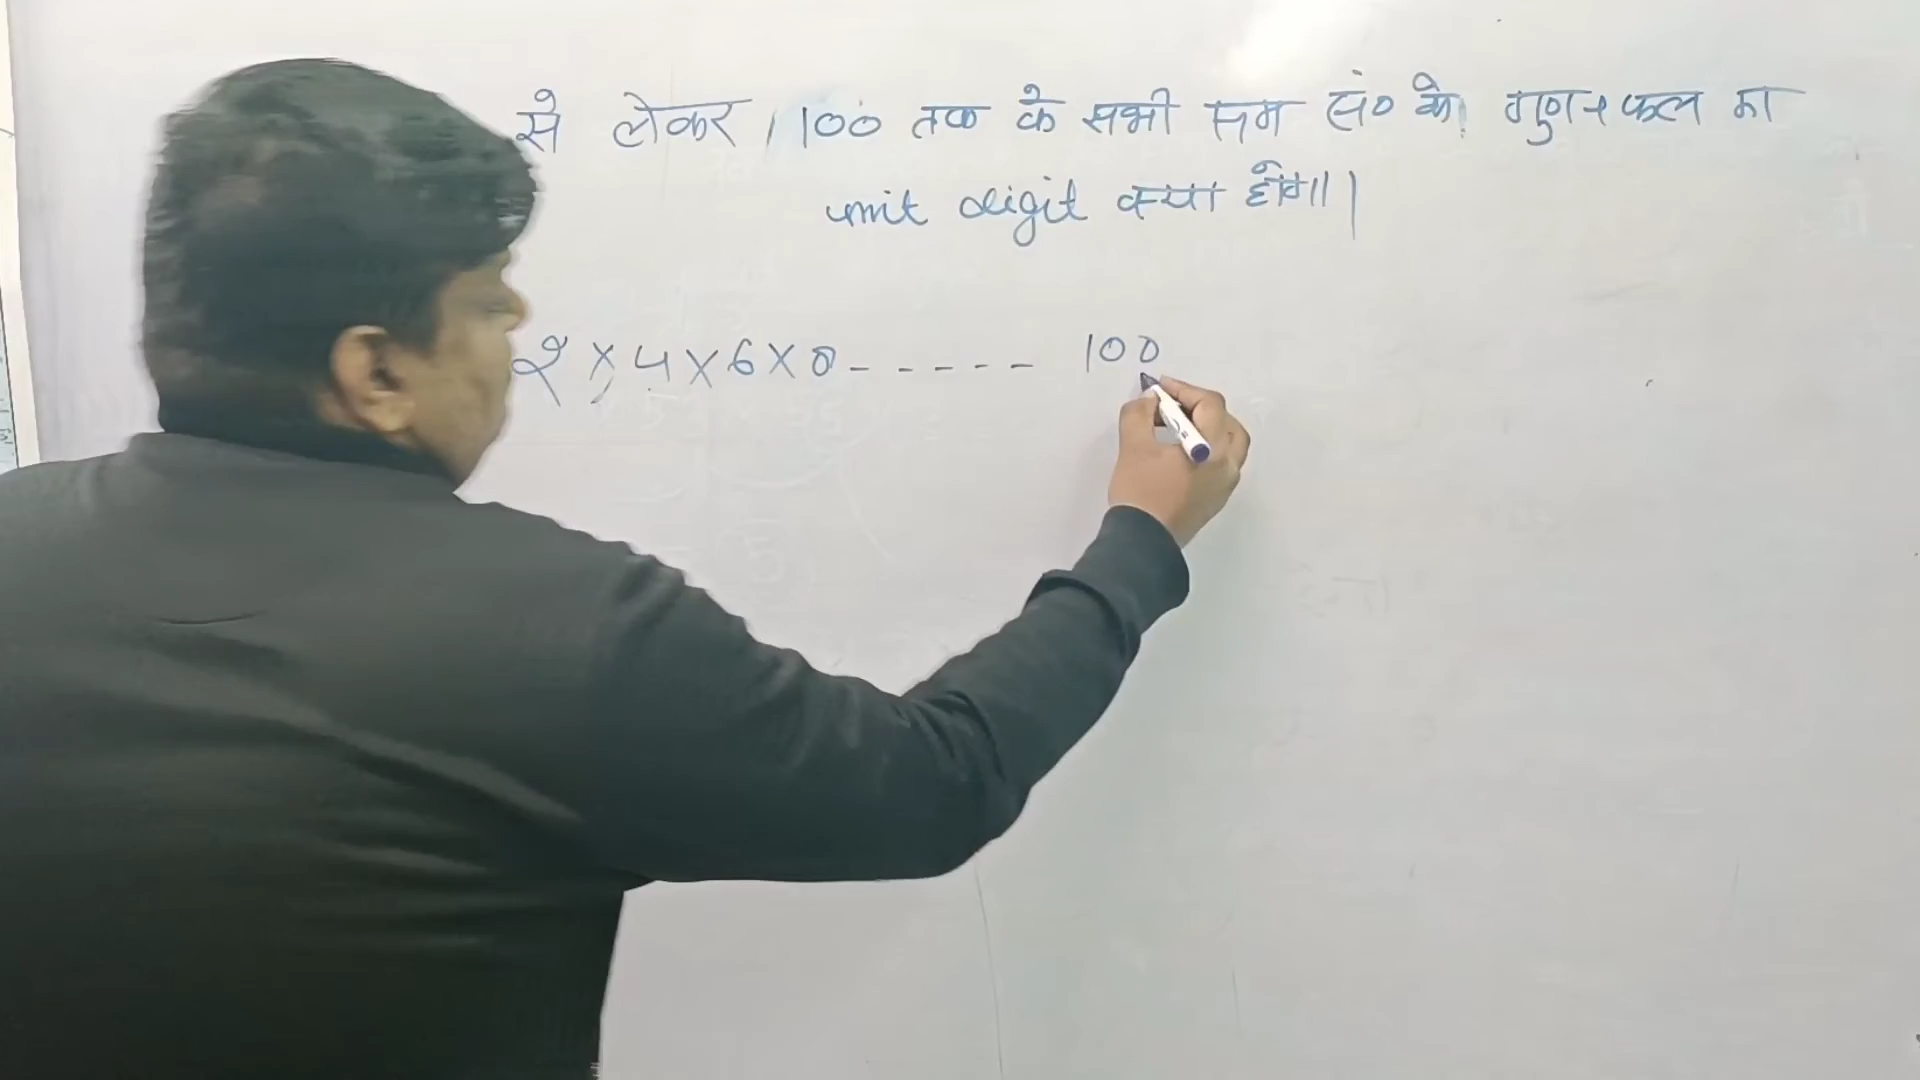 से लेकर 100 तक के सभी सम सं० के गुणनफल का
unit digit क्या होगा।
2 × 4 × 6 × 8 - - - - - 100